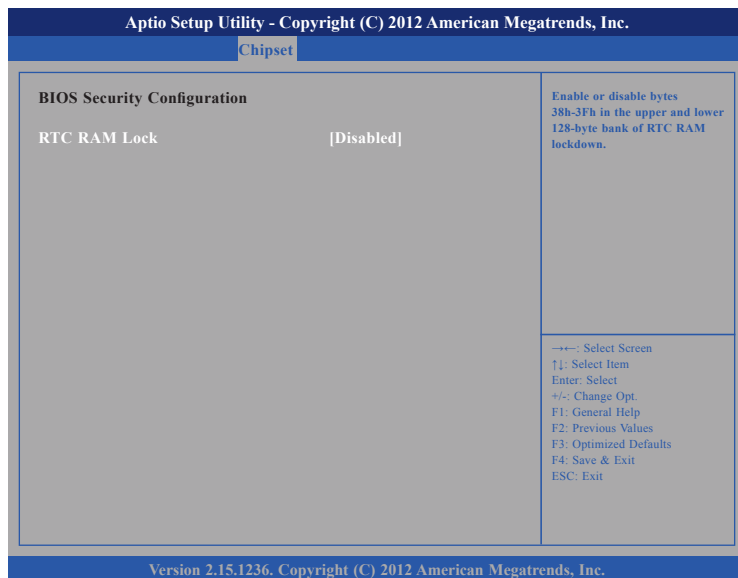 Aptio Setup Utility - Copyright (C) 2012 American Megatrends, Inc.
Chipset
BIOS Security Configuration
RTC RAM Lock [Disabled]
Enable or disable bytes
38h-3Fh in the upper and lower
128-byte bank of RTC RAM
lockdown.
→←: Select Screen
↑↓: Select Item
Enter: Select
+/-: Change Opt.
F1: General Help
F2: Previous Values
F3: Optimized Defaults
F4: Save & Exit
ESC: Exit
Version 2.15.1236. Copyright (C) 2012 American Megatrends, Inc.